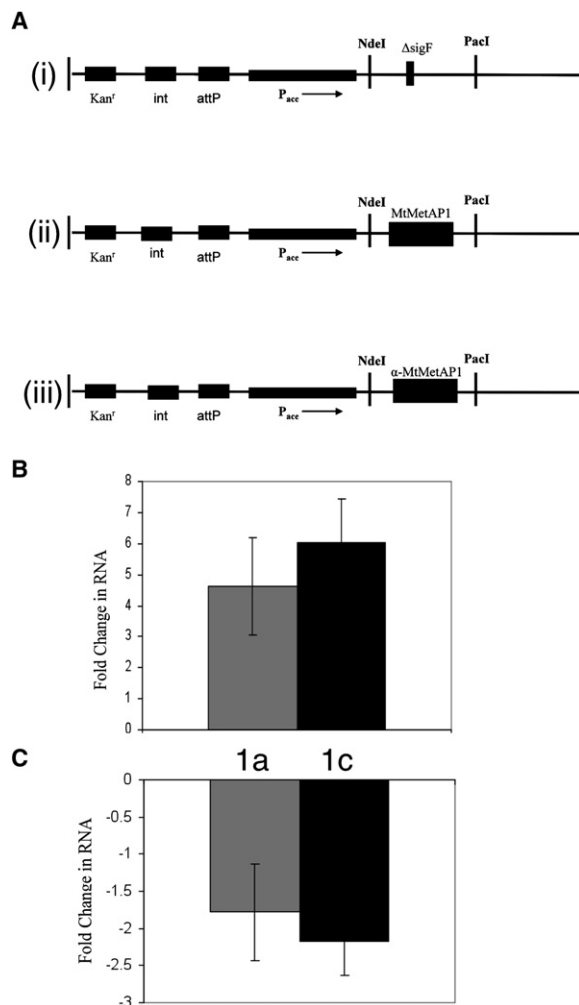 A
NdeI ΔsigF PacI
(i)
Kanʳ int attP Pace
NdeI MtMetAP1 PacI
(ii)
Kanʳ int attP Pace
NdeI α-MtMetAP1 PacI
(iii)
Kanʳ int attP Pace
B
Fold Change in RNA
8
7
6
5
4
3
2
1
0
C
1a 1c
Fold Change in RNA
0
-0.5
-1
-1.5
-2
-2.5
-3